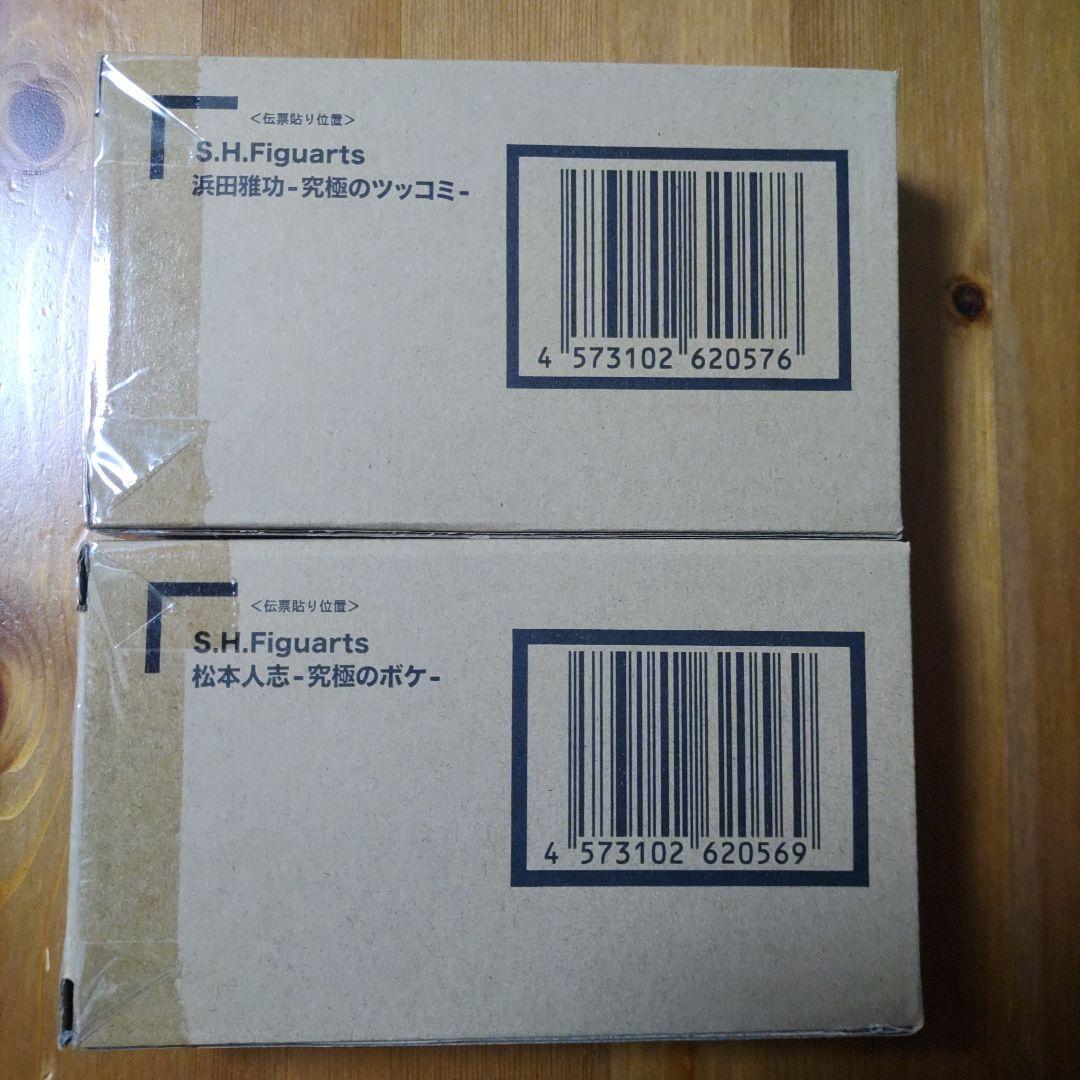 ＜伝票貼り位置＞
S.H.Figuarts
浜田雅功-究極のツッコミ-
4 573102 620576
＜伝票貼り位置＞
S.H.Figuarts
松本人志-究極のボケ-
4 573102 620569